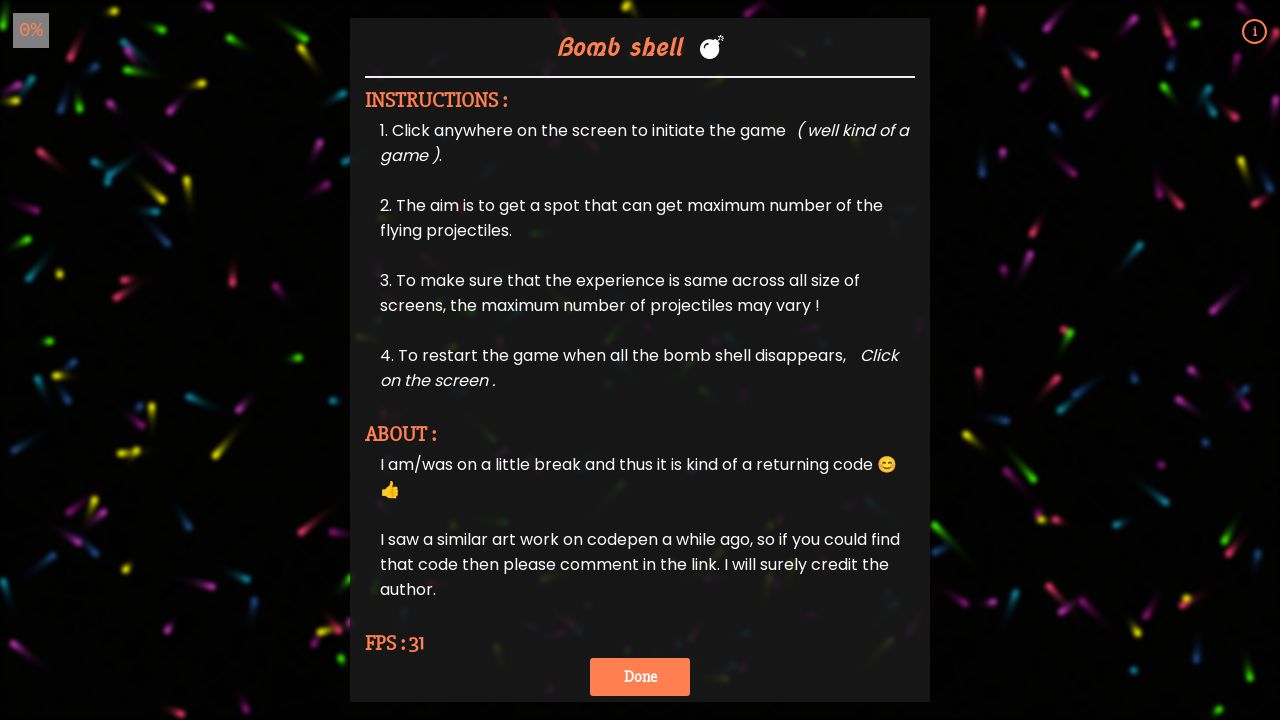 0%
i
Bomb shell 💣
INSTRUCTIONS :
1. Click anywhere on the screen to initiate the game ( well kind of a
game ).
2. The aim is to get a spot that can get maximum number of the
flying projectiles.
3. To make sure that the experience is same across all size of
screens, the maximum number of projectiles may vary !
4. To restart the game when all the bomb shell disappears, Click
on the screen .
ABOUT :
I am/was on a little break and thus it is kind of a returning code 😊
👍
I saw a similar art work on codepen a while ago, so if you could find
that code then please comment in the link. I will surely credit the
author.
FPS : 31
Done